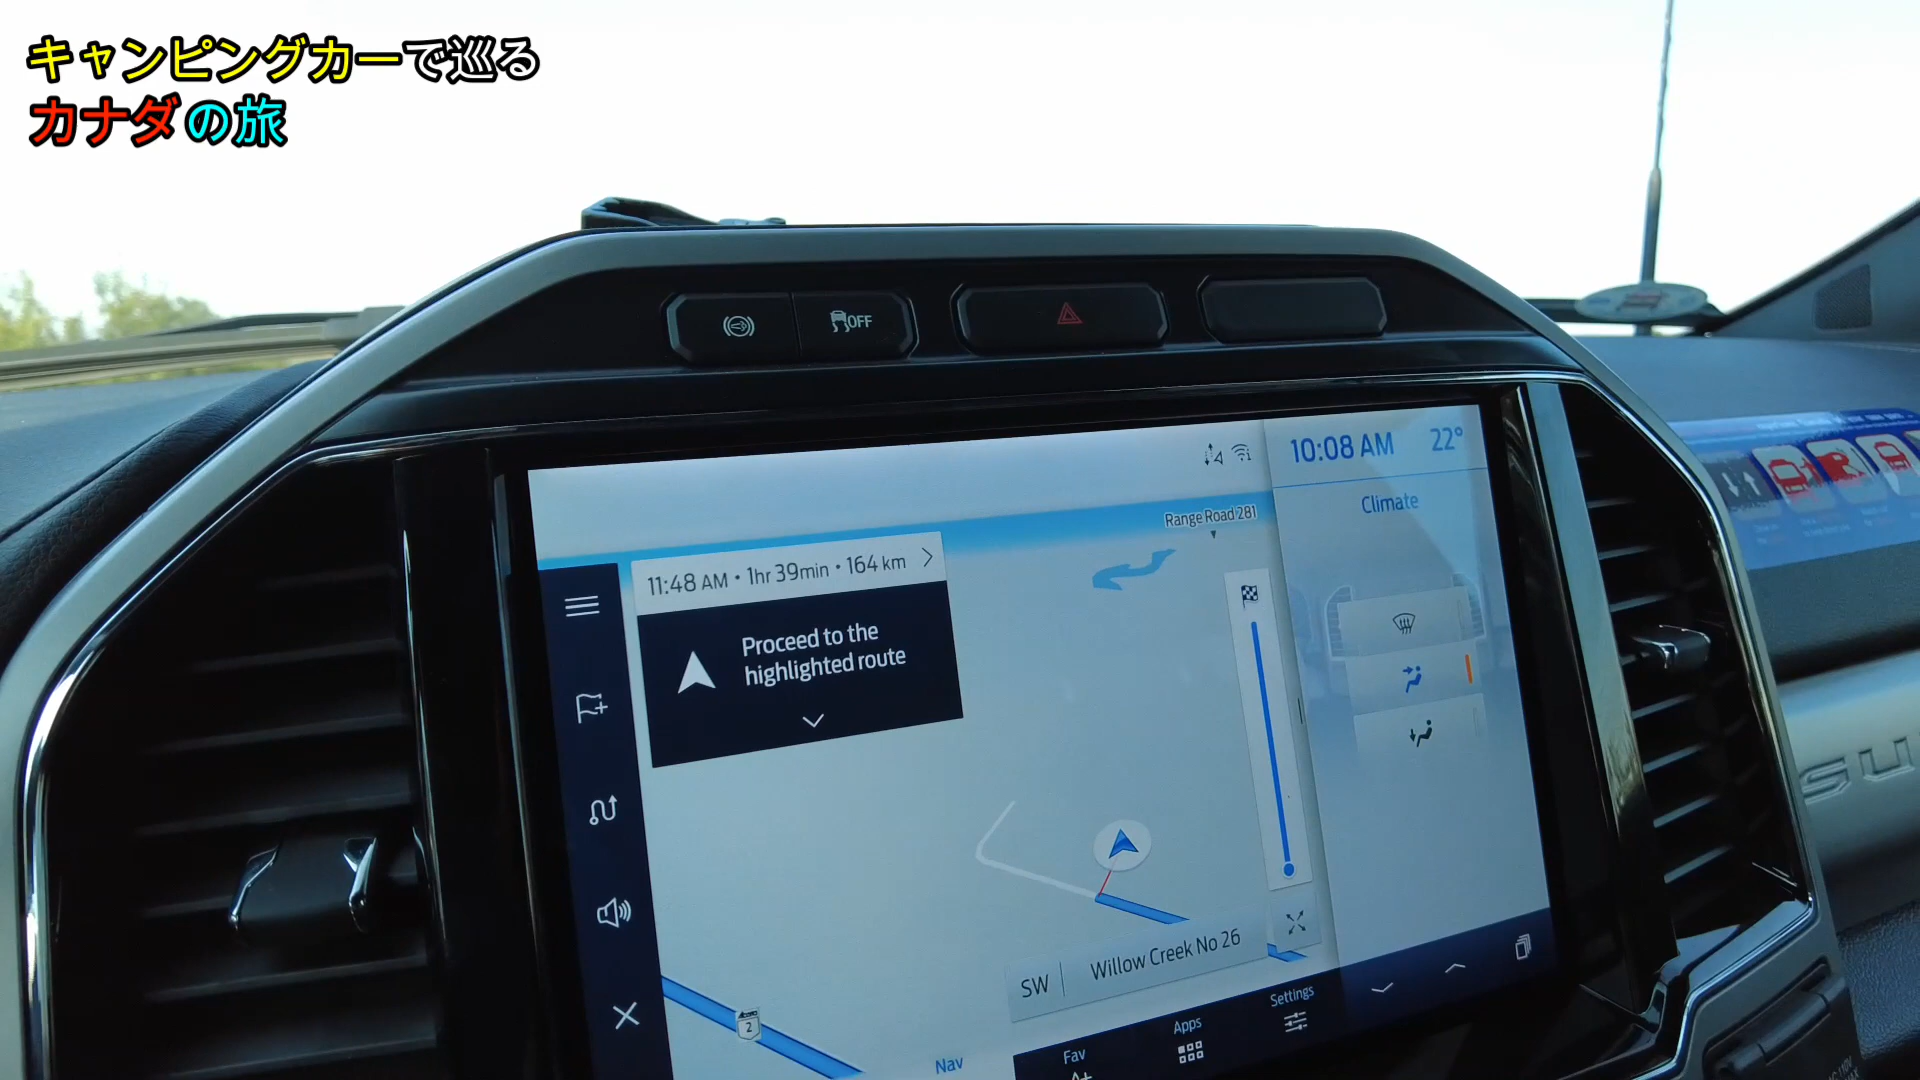 キャンピングカーで巡る
カナダの旅
OFF
10:08 AM 22°
Climate
Range Road 281
11:48 AM • 1hr 39min • 164 km
Proceed to the
highlighted route
SW | Willow Creek No 26
2
Nav
Fav
Apps
Settings
SU